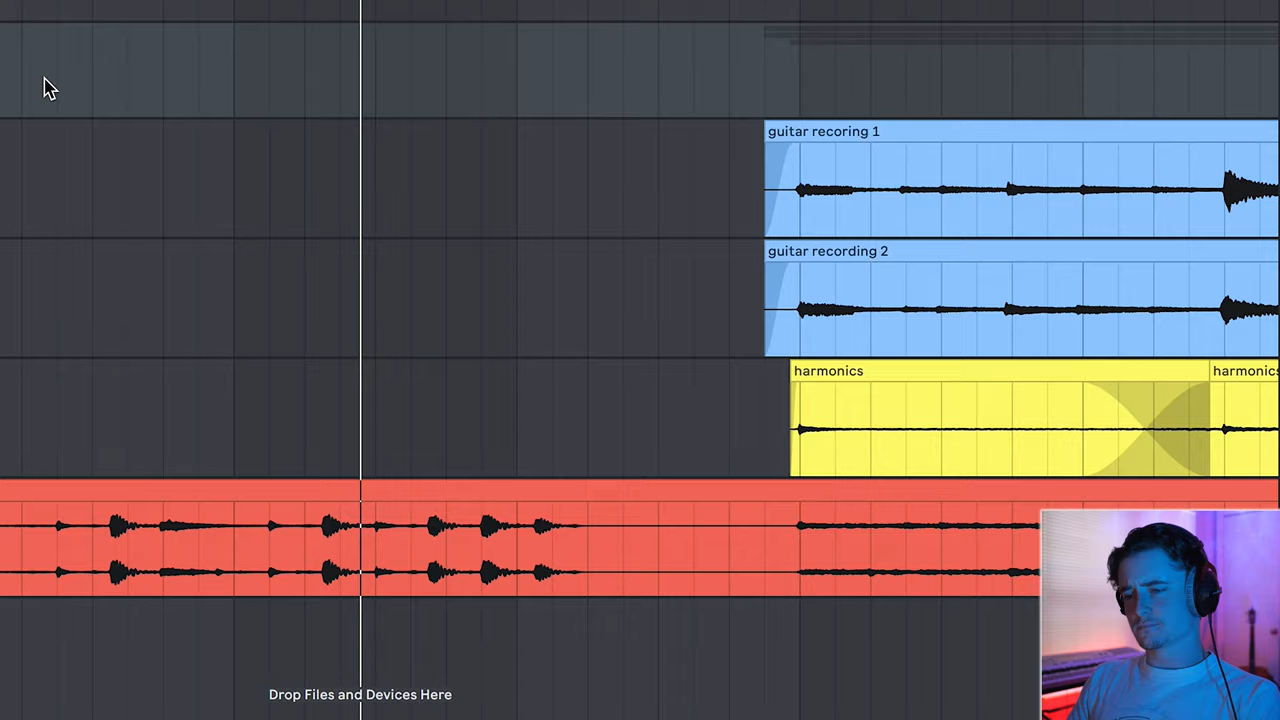 guitar recoring 1
guitar recording 2
harmonics
harmonics
Drop Files and Devices Here